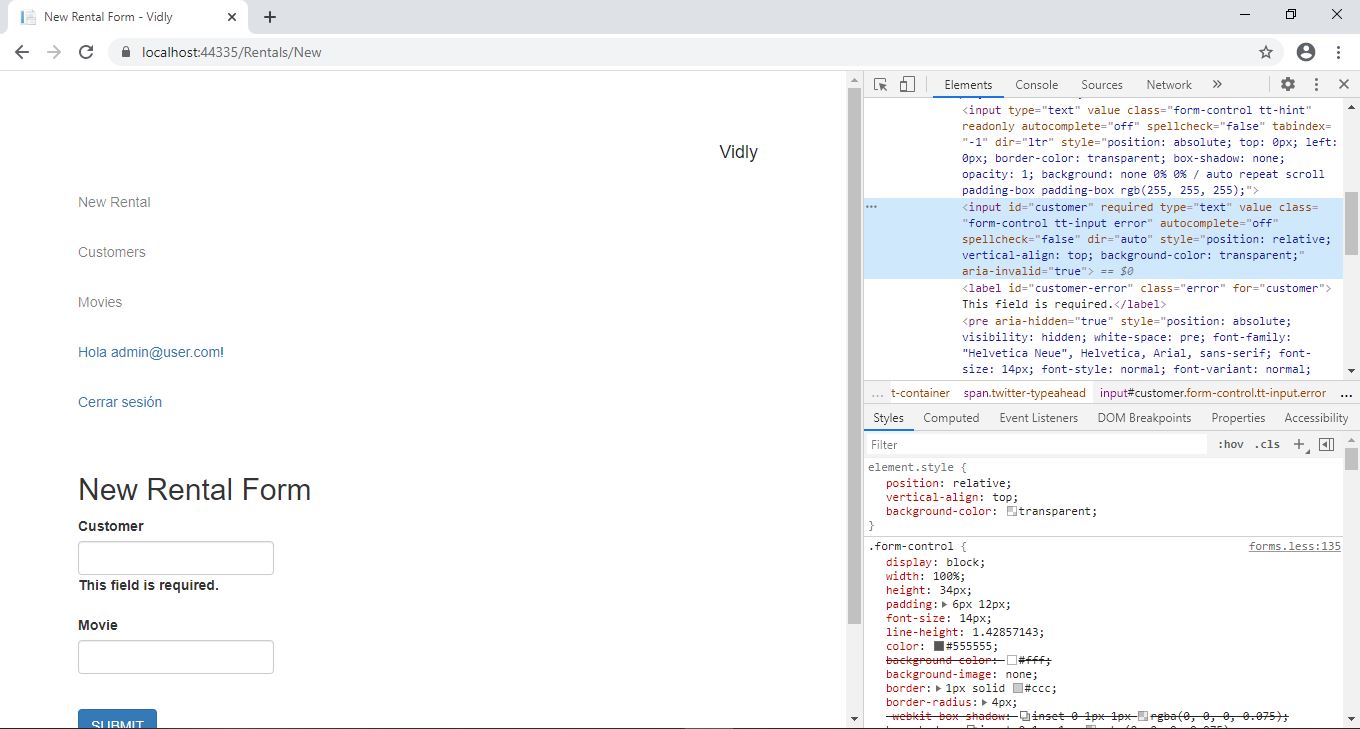 New Rental Form - Vidly
localhost:44335/Rentals/New
Vidly
New Rental
Customers
Movies
Hola admin@user.com!
Cerrar sesión
New Rental Form
Customer
This field is required.
Movie
SUBMIT
Elements Console Sources Network »
<input type="text" value class="form-control tt-hint"
readonly autocomplete="off" spellcheck="false" tabindex=
"-1" dir="ltr" style="position: absolute; top: 0px; left:
0px; border-color: transparent; box-shadow: none;
opacity: 1; background: none 0% 0% / auto repeat scroll
padding-box padding-box rgb(255, 255, 255);">
<input id="customer" required type="text" value class=
"form-control tt-input error" autocomplete="off"
spellcheck="false" dir="auto" style="position: relative;
vertical-align: top; background-color: transparent;"
aria-invalid="true"> == $0
<label id="customer-error" class="error" for="customer">
This field is required.</label>
<pre aria-hidden="true" style="position: absolute;
visibility: hidden; white-space: pre; font-family:
"Helvetica Neue", Helvetica, Arial, sans-serif; font-
size: 14px; font-style: normal; font-variant: normal;
... t-container span.twitter-typeahead input#customer.form-control.tt-input.error ...
Styles Computed Event Listeners DOM Breakpoints Properties Accessibility
Filter :hov .cls +
element.style {
position: relative;
vertical-align: top;
background-color: transparent;
}
.form-control { forms.less:135
display: block;
width: 100%;
height: 34px;
padding: 6px 12px;
font-size: 14px;
line-height: 1.42857143;
color: #555555;
background-color: #fff;
background-image: none;
border: 1px solid #ccc;
border-radius: 4px;
-webkit-box-shadow: inset 0 1px 1px rgba(0, 0, 0, 0.075);